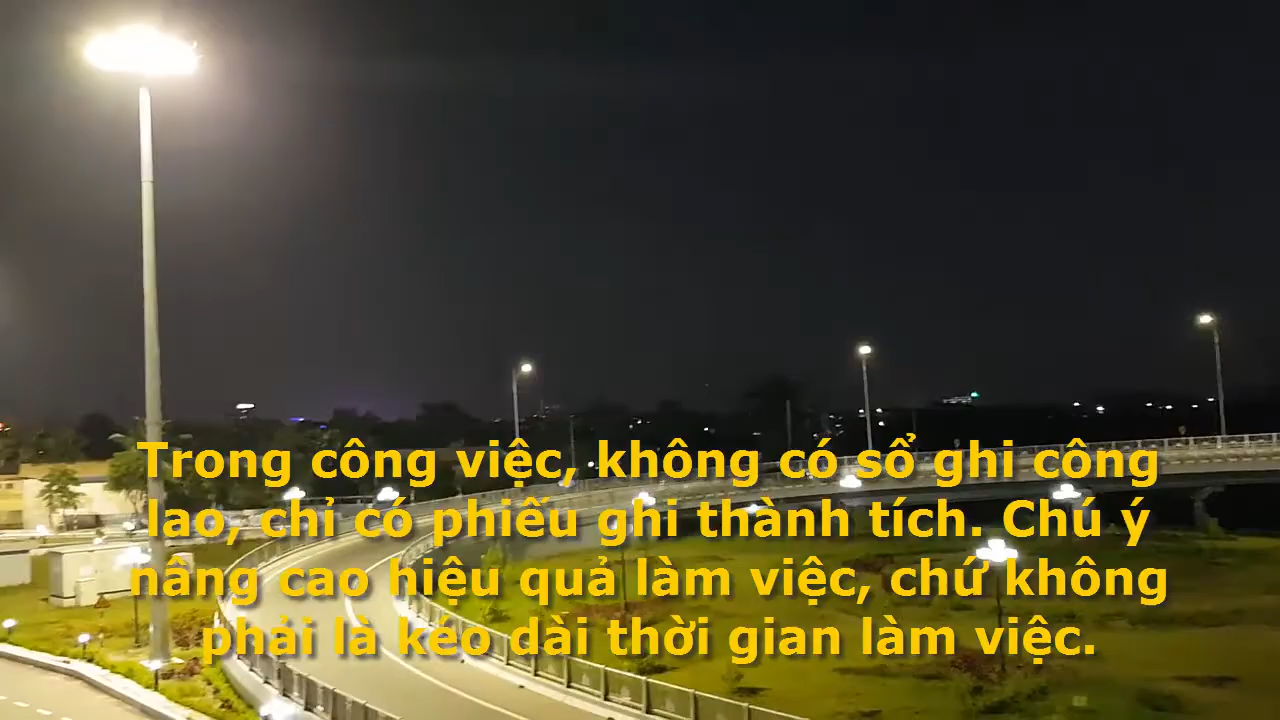 Trong công việc, không có sổ ghi công
lao, chỉ có phiếu ghi thành tích. Chú ý
nâng cao hiệu quả làm việc, chứ không
phải là kéo dài thời gian làm việc.